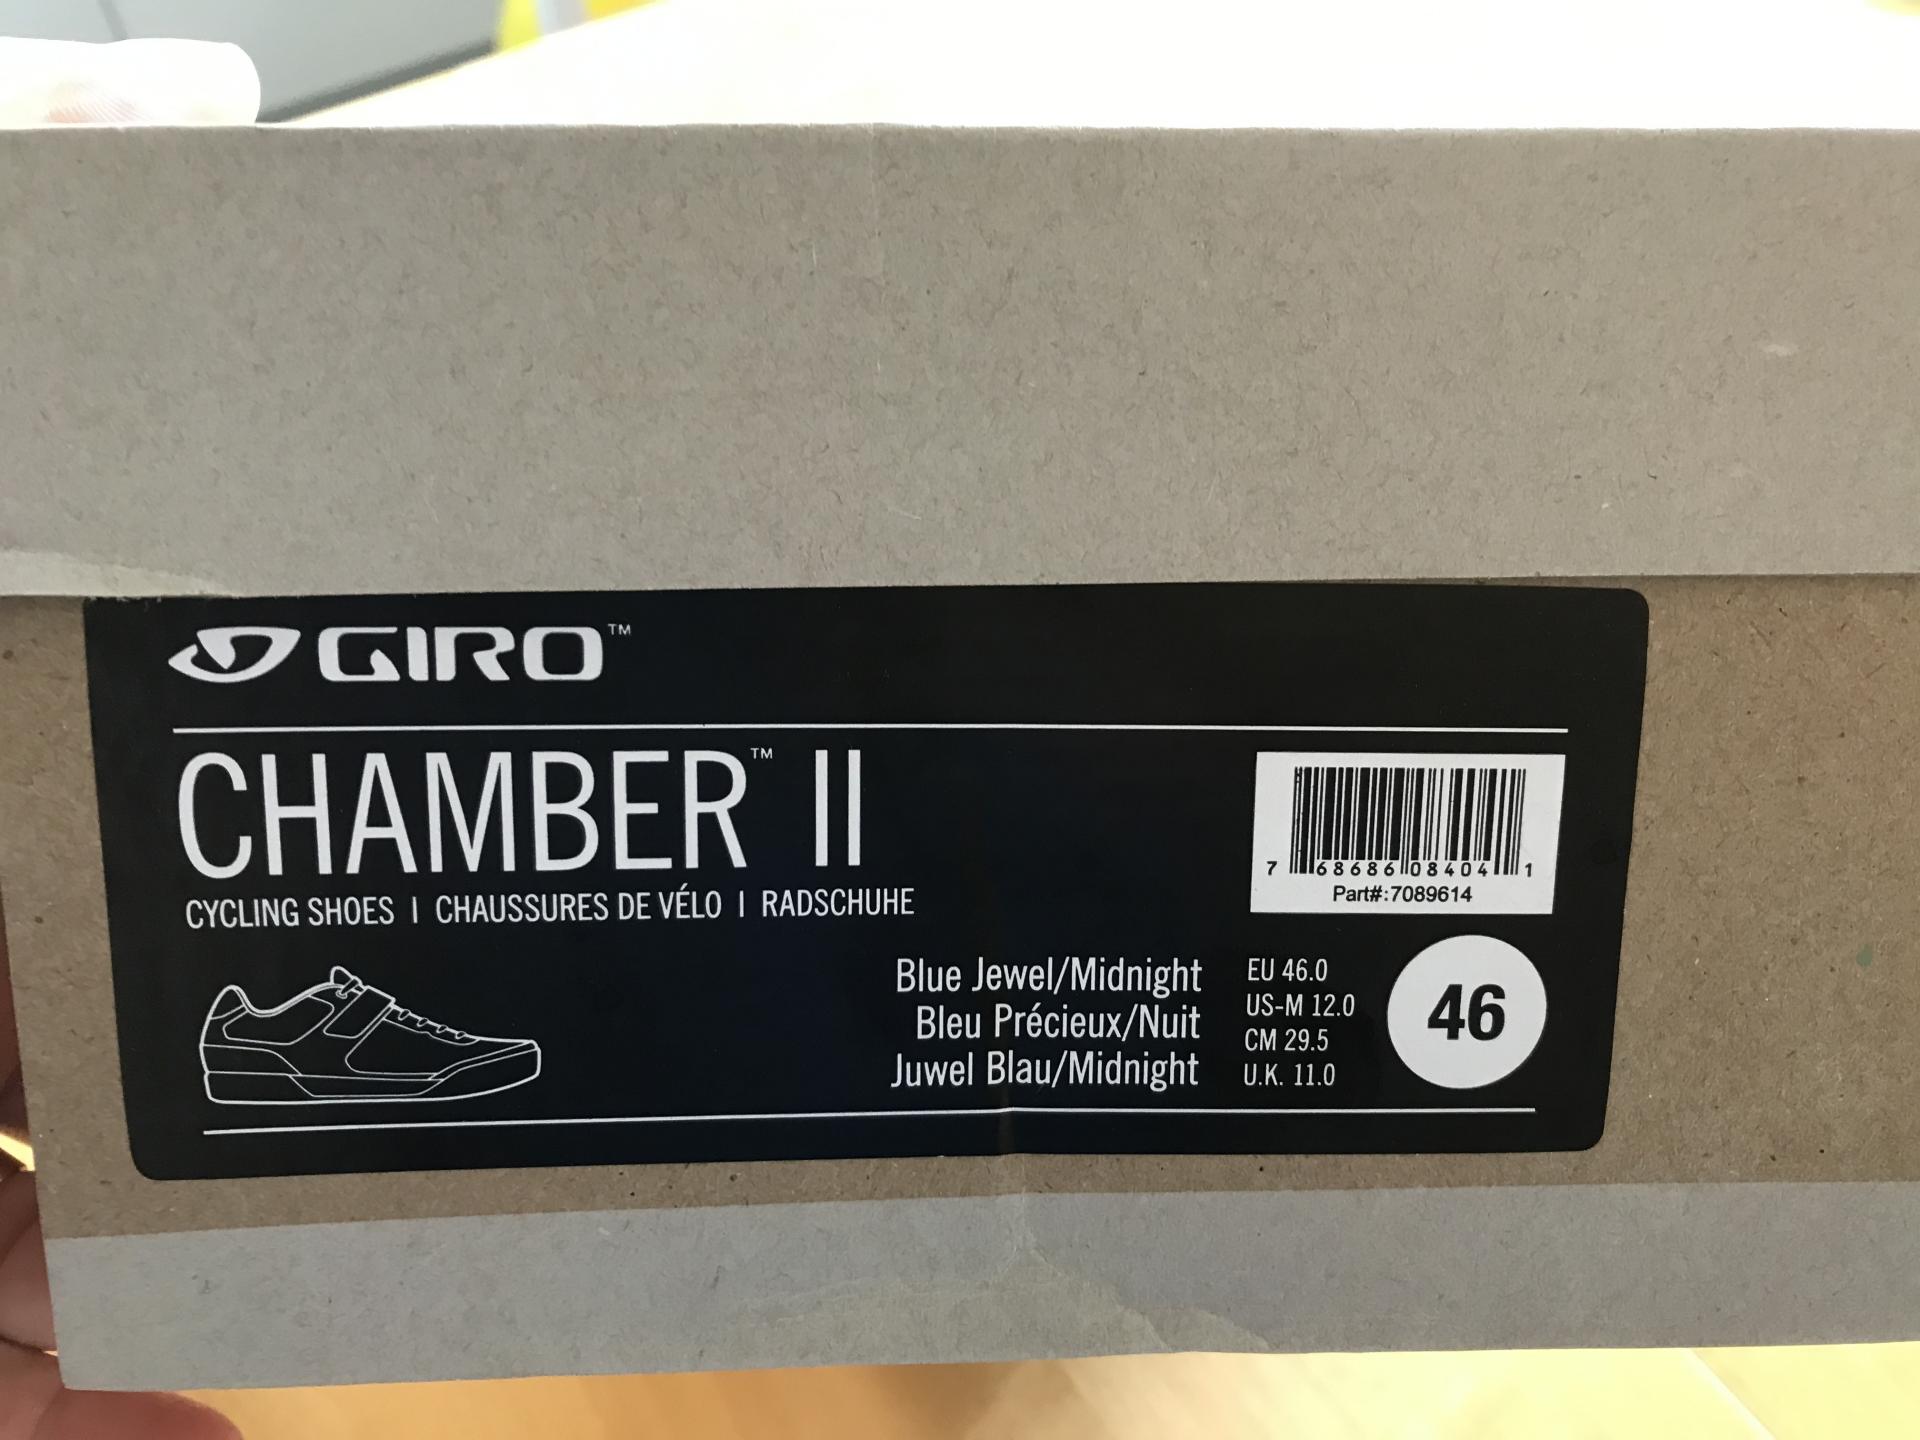 GIRO™
CHAMBER™ II
CYCLING SHOES | CHAUSSURES DE VÉLO | RADSCHUHE
7 68686 08404 1
Part#:7089614
Blue Jewel/Midnight
Bleu Précieux/Nuit
Juwel Blau/Midnight
EU 46.0
US-M 12.0
CM 29.5
U.K. 11.0
46